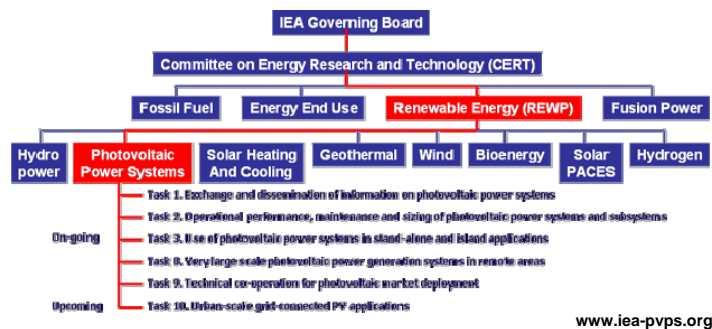 IEA Governing Board
Committee on Energy Research and Technology (CERT)
Fossil Fuel
Energy End Use
Renewable Energy (REWP)
Fusion Power
Hydro
power
Photovoltaic
Power Systems
Solar Heating
And Cooling
Geothermal
Wind
Bioenergy
Solar
PACES
Hydrogen
Task 1. Exchange and dissemination of information on photovoltaic power systems
Task 2. Operational performance, maintenance and sizing of photovoltaic power systems and subsystems
On-going
Task 3. Use of photovoltaic power systems in stand-alone and island applications
Task 8. Very large scale photovoltaic power generation systems in remote areas
Task 9. Technical co-operation for photovoltaic market deployment
Upcoming
Task 10. Urban-scale grid-connected PV applications
www.iea-pvps.org